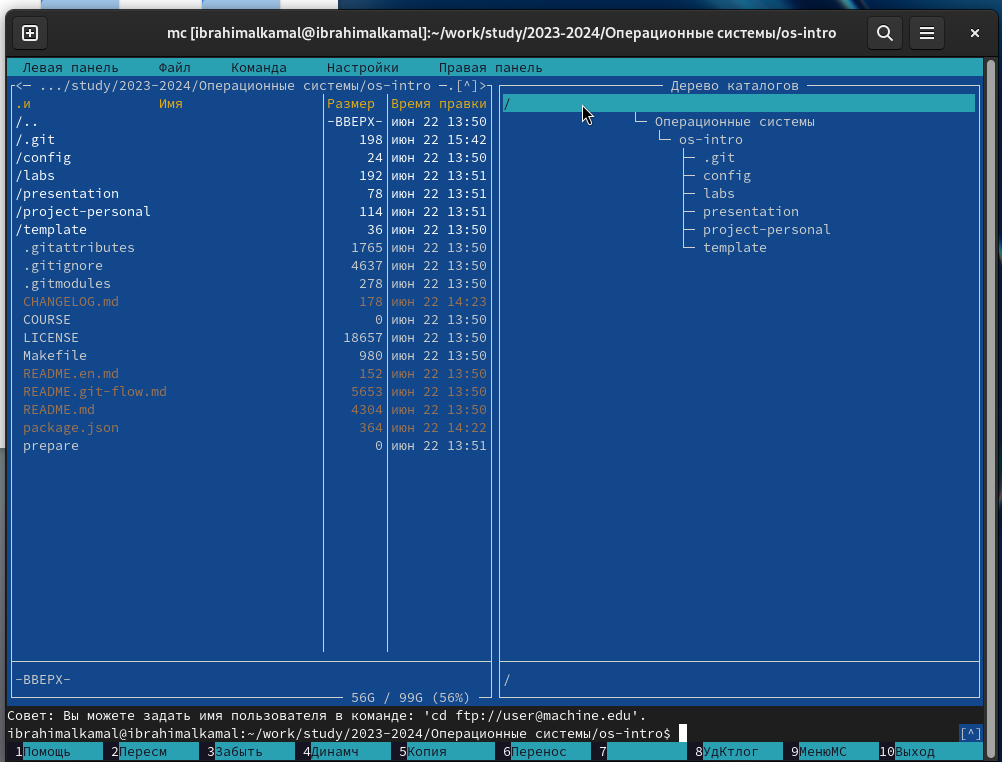 mc [ibrahimalkamal@ibrahimalkamal]:~/work/study/2023-2024/Операционные системы/os-intro
Левая панель Файл Команда Настройки Правая панель
<─ .../study/2023-2024/Операционные системы/os-intro ─.[^]>
.и Имя Размер Время правки
/.. -ВВЕРХ- июн 22 13:50
/.git 198 июн 22 15:42
/config 24 июн 22 13:50
/labs 192 июн 22 13:51
/presentation 78 июн 22 13:51
/project-personal 114 июн 22 13:51
/template 36 июн 22 13:50
.gitattributes 1765 июн 22 13:50
.gitignore 4637 июн 22 13:50
.gitmodules 278 июн 22 13:50
CHANGELOG.md 178 июн 22 14:23
COURSE 0 июн 22 13:50
LICENSE 18657 июн 22 13:50
Makefile 980 июн 22 13:50
README.en.md 152 июн 22 13:50
README.git-flow.md 5653 июн 22 13:50
README.md 4304 июн 22 13:50
package.json 364 июн 22 14:22
prepare 0 июн 22 13:51
-ВВЕРХ-
56G / 99G (56%)
Дерево каталогов
/
Операционные системы
os-intro
.git
config
labs
presentation
project-personal
template
/
Совет: Вы можете задать имя пользователя в команде: 'cd ftp://user@machine.edu'.
ibrahimalkamal@ibrahimalkamal:~/work/study/2023-2024/Операционные системы/os-intro$ [^]
1Помощь 2Пересм 3Забыть 4Динамч 5Копия 6Перенос 7 8УдКтлог 9МенюМС 10Выход